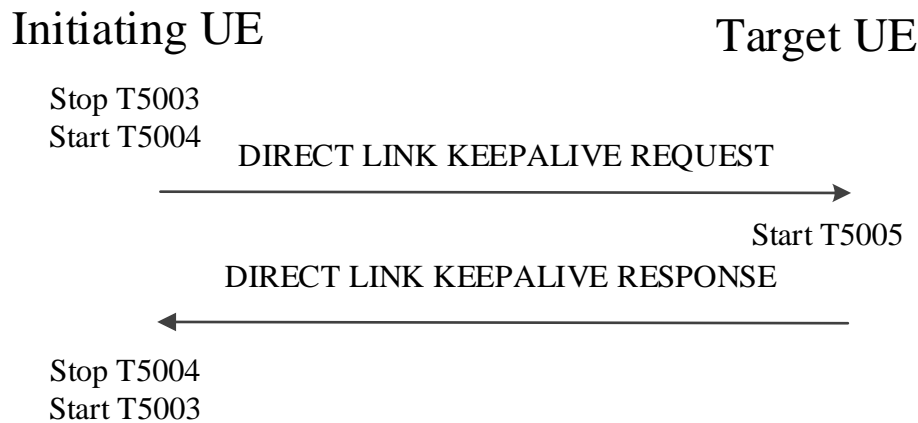 Initiating UE
Target UE
Stop T5003
Start T5004
DIRECT LINK KEEPALIVE REQUEST
Start T5005
DIRECT LINK KEEPALIVE RESPONSE
Stop T5004
Start T5003